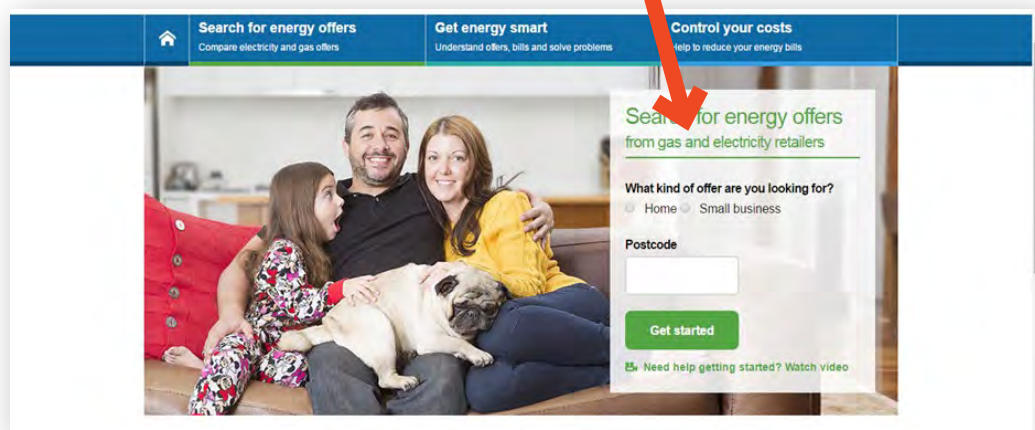 Search for energy offers
Compare electricity and gas offers
Get energy smart
Understand offers, bills and solve problems
Control your costs
Help to reduce your energy bills
Search for energy offers
from gas and electricity retailers
What kind of offer are you looking for?
Home Small business
Postcode
Get started
Need help getting started? Watch video